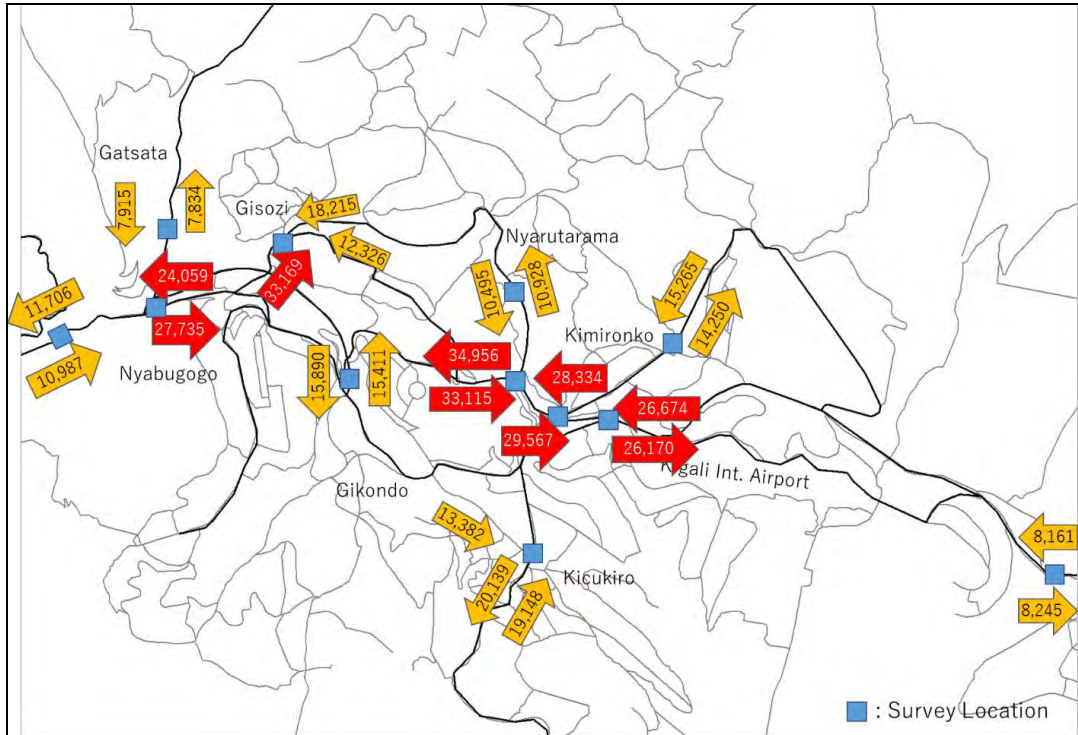 Gatsata
7,915
7,834
Gisozi
18,215
12,326
Nyarutarama
33,169
24,059
11,706
27,735
10,987
Nyabugogo
10,495
10,928
15,265
14,250
Kimironko
15,890
15,411
34,956
33,115
28,334
29,567
26,674
26,170
Kigali Int. Airport
Gikondo
13,382
Kicukiro
20,139
19,148
8,161
8,245
: Survey Location